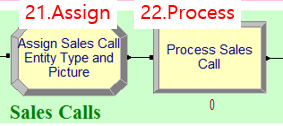 21.Assign
22.Process
Assign Sales Call
Entity Type and
Picture
Process Sales
Call
0
Sales Calls